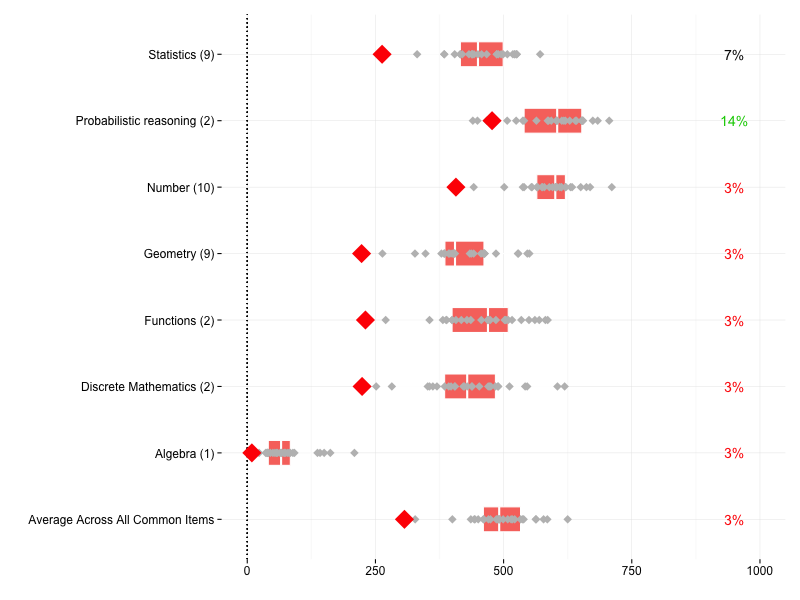 Statistics (9) 7%
Probabilistic reasoning (2) 14%
Number (10) 3%
Geometry (9) 3%
Functions (2) 3%
Discrete Mathematics (2) 3%
Algebra (1) 3%
Average Across All Common Items 3%
0 250 500 750 1000